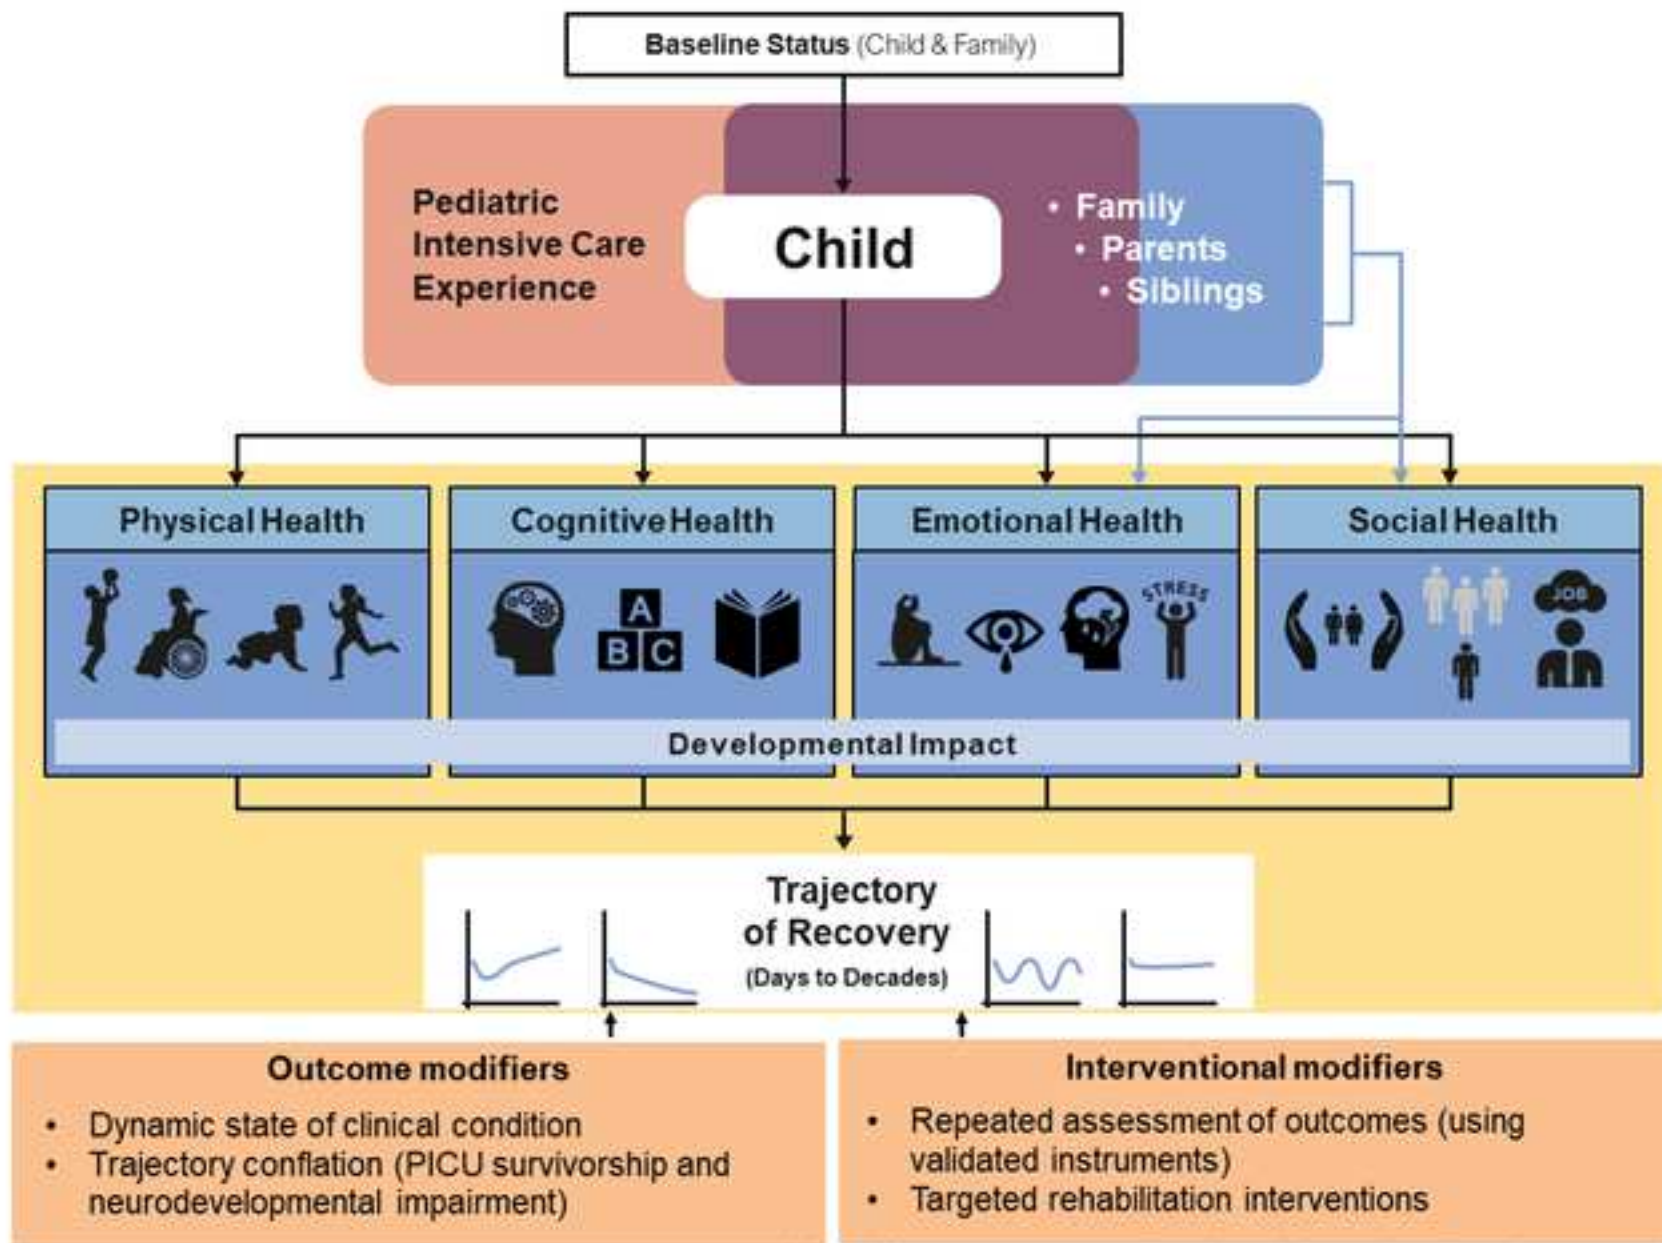 Baseline Status (Child & Family)
Pediatric
Intensive Care
Experience
Child
• Family
• Parents
• Siblings
Physical Health
Cognitive Health
Emotional Health
Social Health
A
B C
STRESS
JOB
Developmental Impact
Trajectory
of Recovery
(Days to Decades)
Outcome modifiers
• Dynamic state of clinical condition
• Trajectory conflation (PICU survivorship and
neurodevelopmental impairment)
Interventional modifiers
• Repeated assessment of outcomes (using
validated instruments)
• Targeted rehabilitation interventions